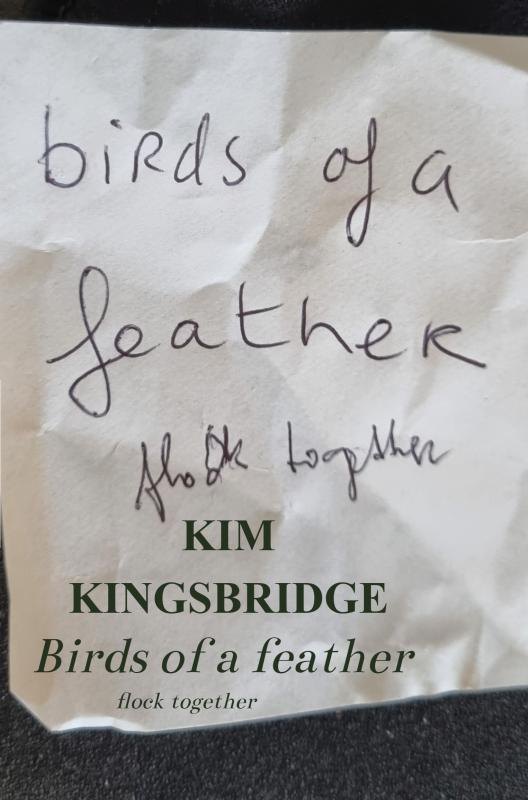 birds of a
feather
flock together
KIM
KINGSBRIDGE
Birds of a feather
flock together